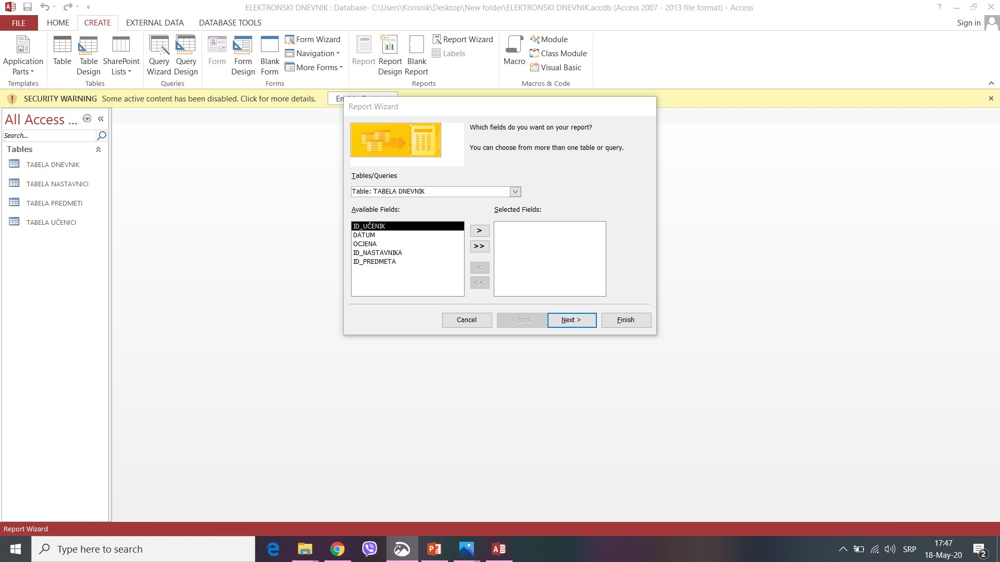 ELEKTRONSKI DNEVNIK : Database- C:\Users\Korisnik\Desktop\New folder\ELEKTRONSKI DNEVNIK.accdb (Access 2007 - 2013 file format) - Access
FILE HOME CREATE EXTERNAL DATA DATABASE TOOLS Sign in
Application Parts
Table
Table Design
SharePoint Lists
Query Wizard
Query Design
Form
Form Design
Blank Form
Form Wizard
Navigation
More Forms
Report
Report Design
Blank Report
Report Wizard
Labels
Macro
Module
Class Module
Visual Basic
Templates Tables Queries Forms Reports Macros & Code
SECURITY WARNING Some active content has been disabled. Click for more details.
All Access ...
Search...
Tables
TABELA DNEVNIK
TABELA NASTAVNICI
TABELA PREDMETI
TABELA UČENICI
Report Wizard
Which fields do you want on your report?
You can choose from more than one table or query.
Tables/Queries
Table: TABELA DNEVNIK
Available Fields: Selected Fields:
ID_UČENIK
DATUM
OCJENA
ID_NASTAVNIKA
ID_PREDMETA
>
>>
<
<<
Cancel < Back Next > Finish
Report Wizard
Type here to search
SRP
17:47
18-May-20
2